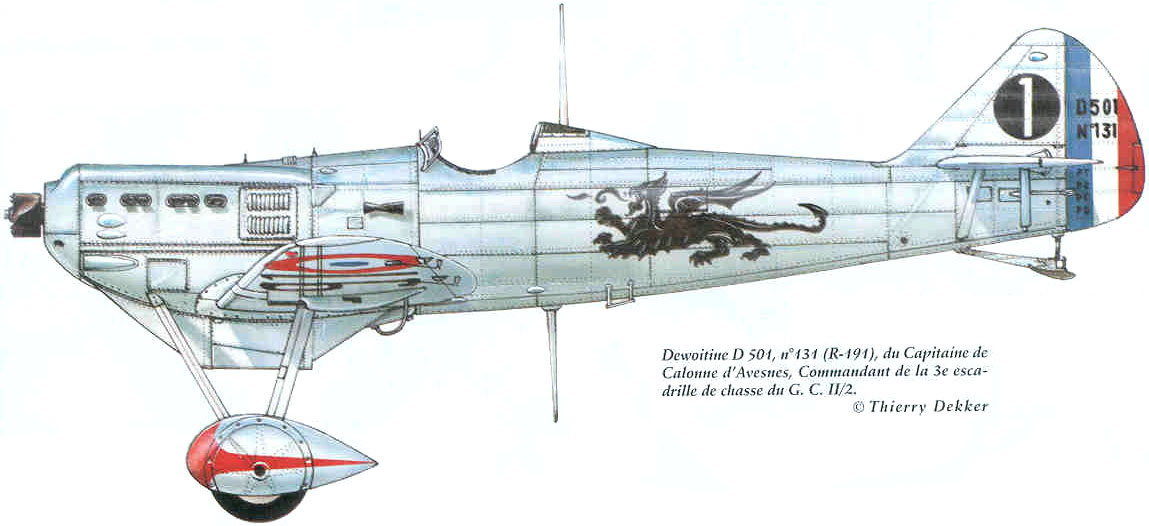 1
D501
N°131
Dewoitine D 501, n°131 (R-191), du Capitaine de
Calonne d'Avesnes, Commandant de la 3e esca-
drille de chasse du G. C. II/2.
© Thierry Dekker